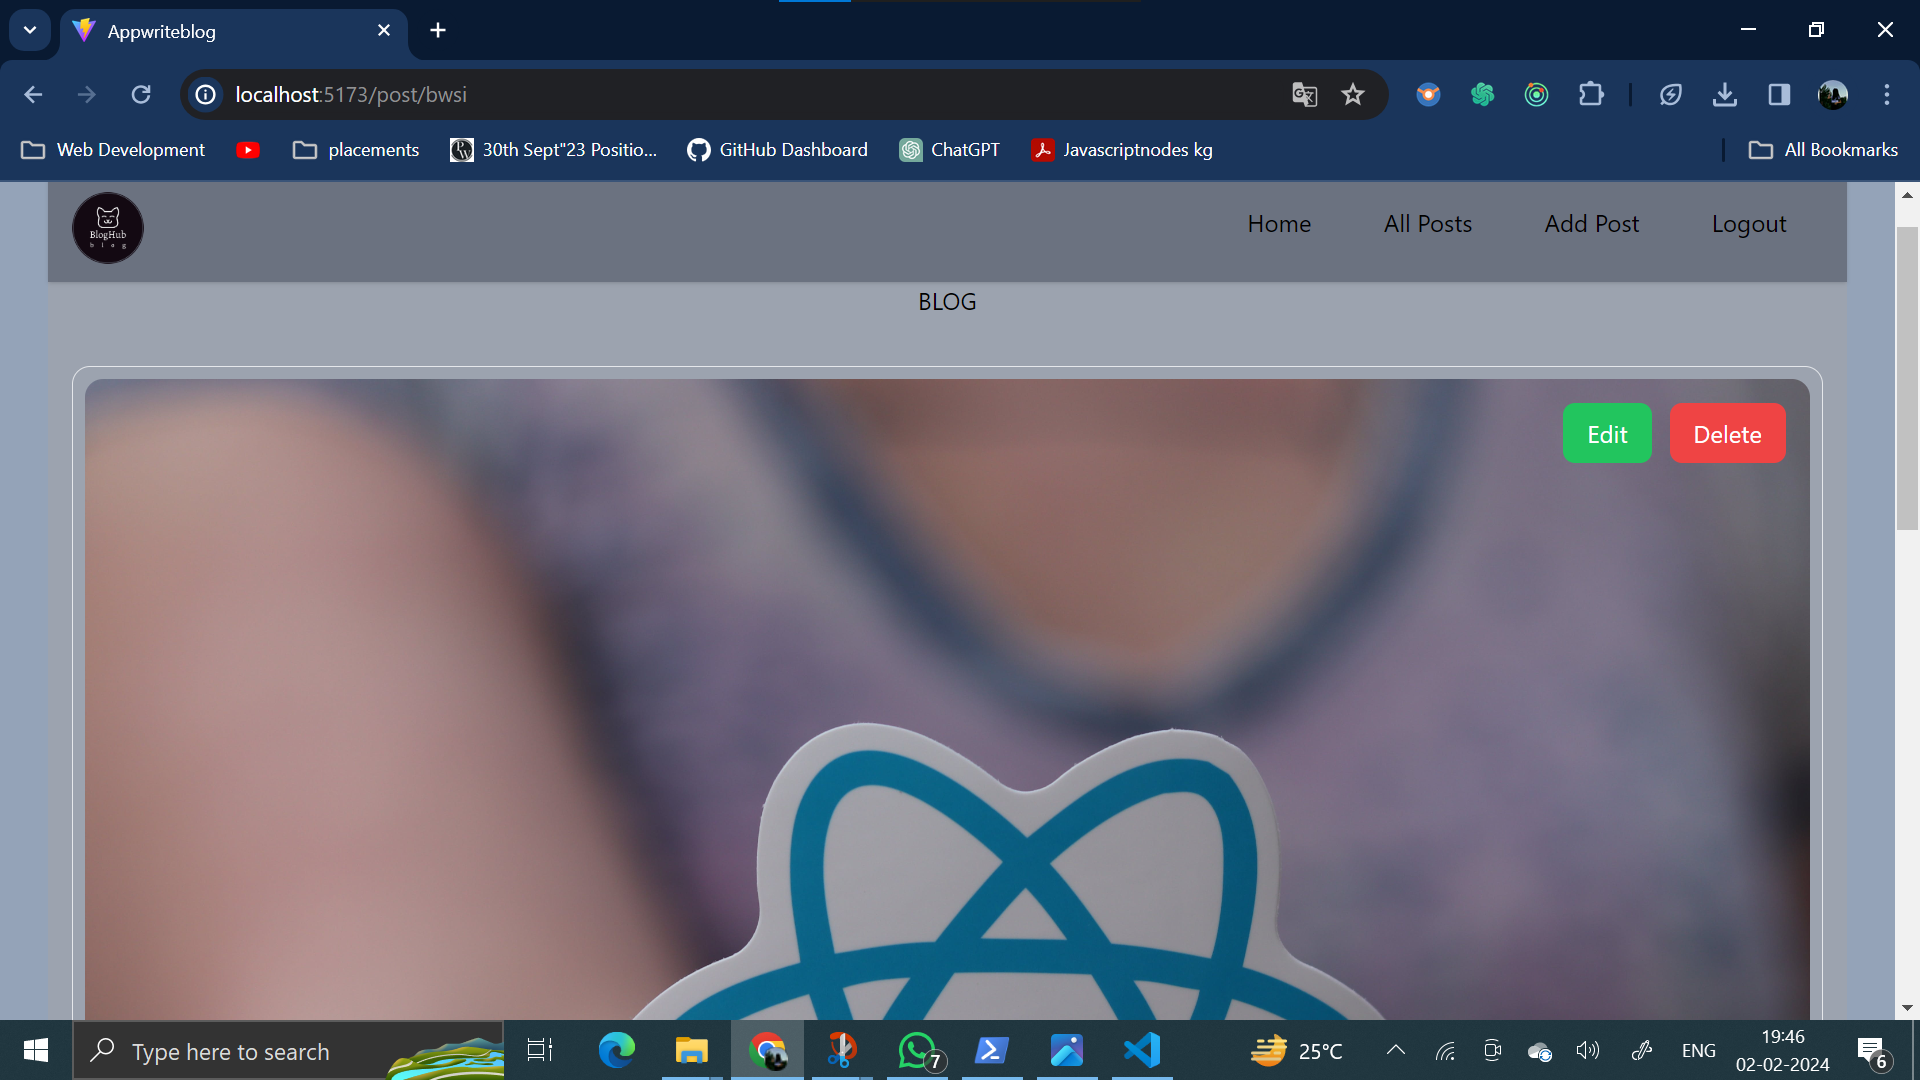 Appwriteblog
localhost:5173/post/bwsi
Web Development
placements
30th Sept"23 Positio...
GitHub Dashboard
ChatGPT
Javascriptnodes kg
All Bookmarks
BlogHub
blog
Home
All Posts
Add Post
Logout
BLOG
Edit
Delete
Type here to search
7
25°C
ENG
19:46
02-02-2024
6